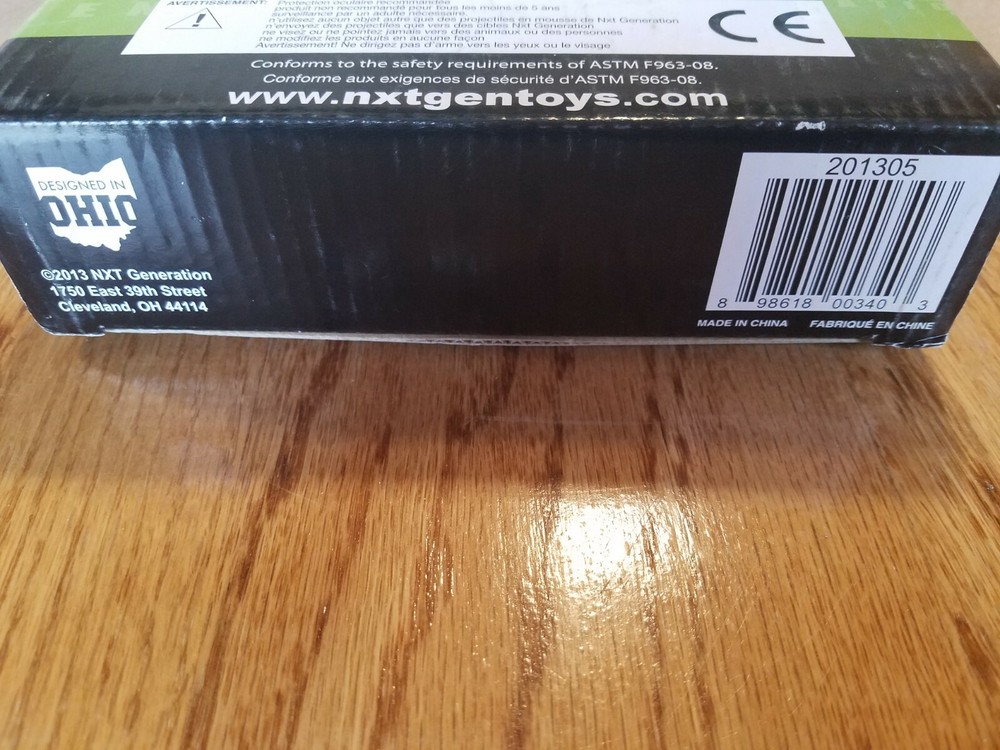 AVERTISSEMENT: Protection oculaire recommandée
produit non recommandé pour tous les moins de 5 ans
surveillance par un adulte nécessaire.
n'utilisez aucun objet autre que des projectiles en mousse de Nxt Generation
n'envoyez des projectiles que vers des cibles Nxt Generation
ne visez ou ne pointez jamais vers des animaux ou des personnes
ne modifiez les produits en aucune façon
Avertissement! Ne dirigez pas d'arme vers les yeux ou le visage
CE
Conforms to the safety requirements of ASTM F963-08.
Conforme aux exigences de sécurité d'ASTM F963-08.
www.nxtgentoys.com
DESIGNED IN
OHIO
©2013 NXT Generation
1750 East 39th Street
Cleveland, OH 44114
201305
8 98618 00340 3
MADE IN CHINA FABRIQUÉ EN CHINE